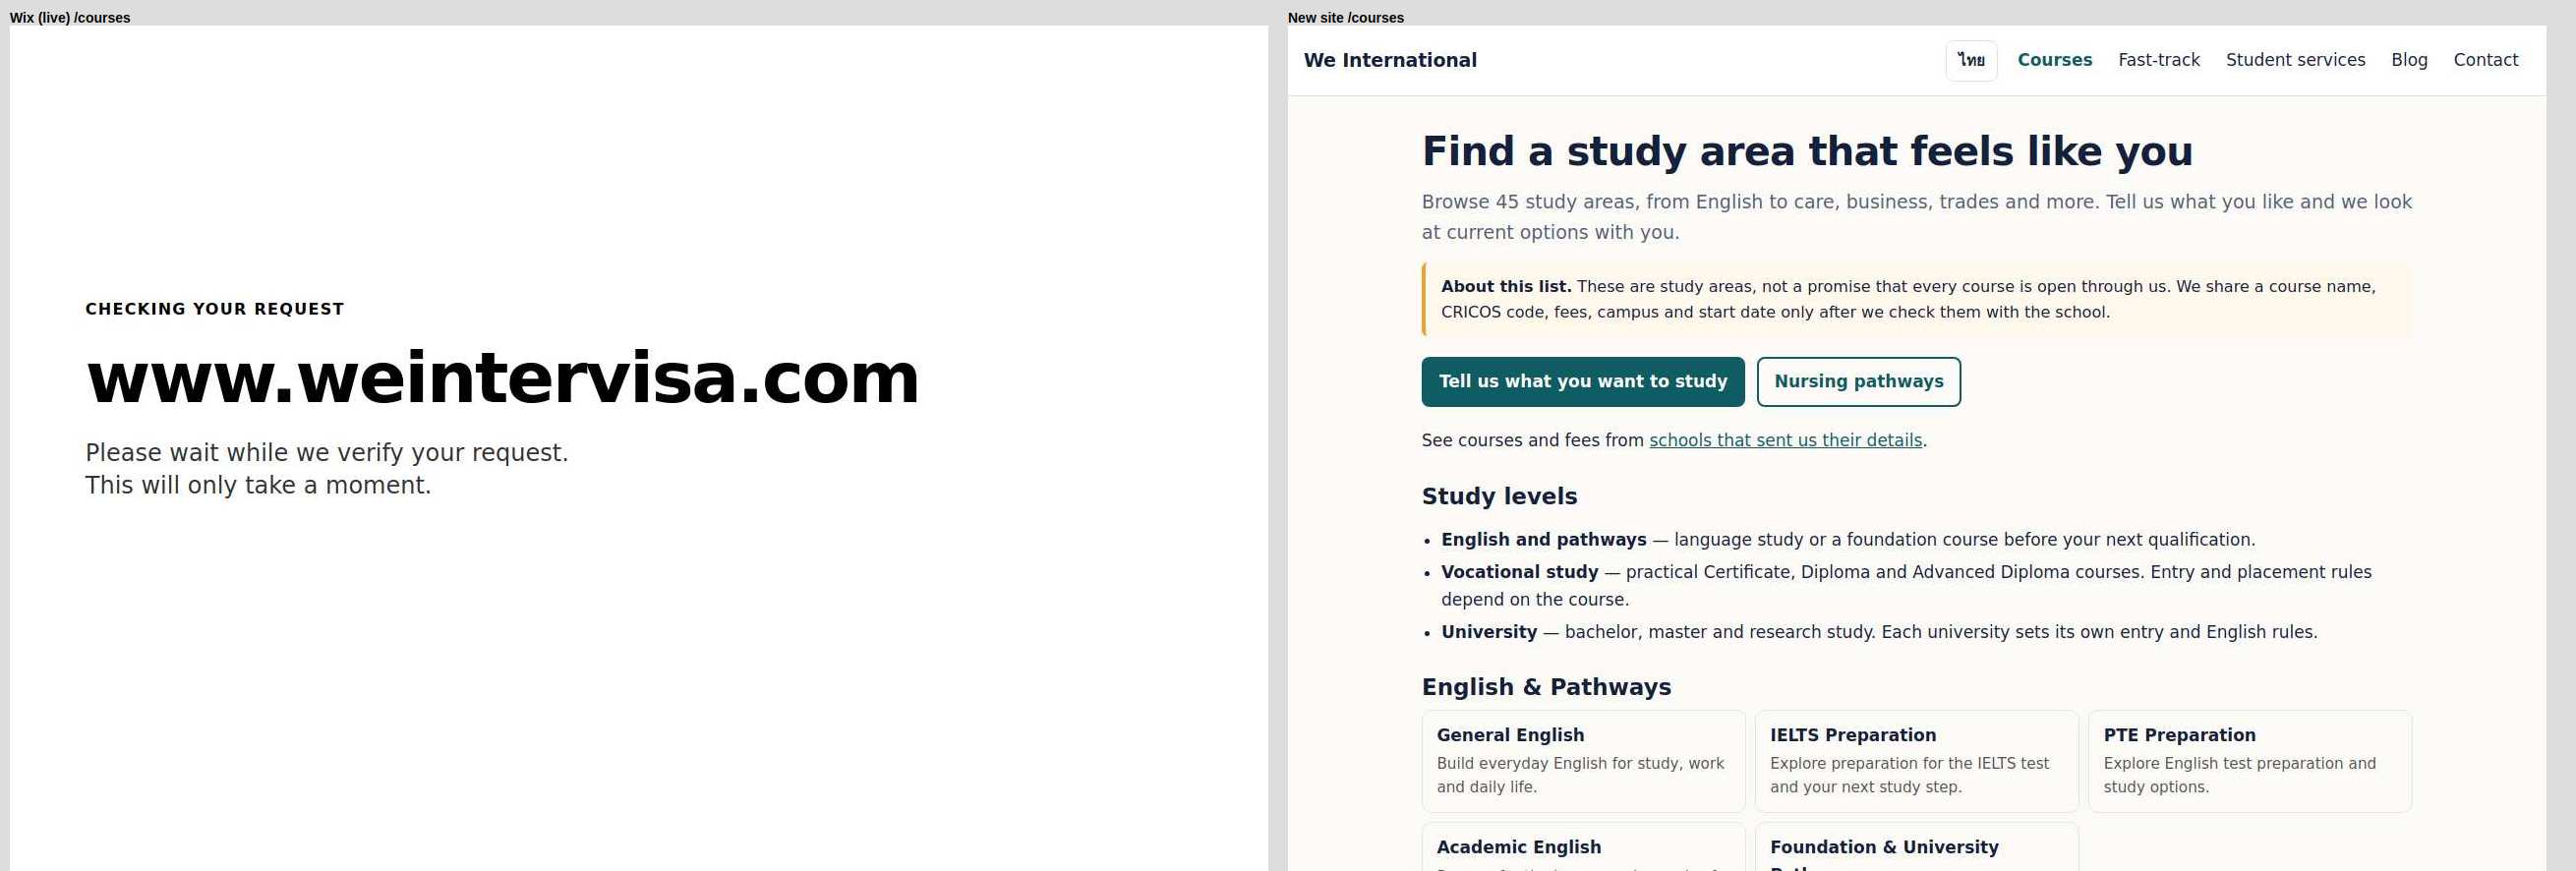 Wix (live) /courses
CHECKING YOUR REQUEST
www.weintervisa.com
Please wait while we verify your request.
This will only take a moment.
New site /courses
We International
ไทย
Courses
Fast-track
Student services
Blog
Contact
Find a study area that feels like you
Browse 45 study areas, from English to care, business, trades and more. Tell us what you like and we look
at current options with you.
About this list. These are study areas, not a promise that every course is open through us. We share a course name,
CRICOS code, fees, campus and start date only after we check them with the school.
Tell us what you want to study
Nursing pathways
See courses and fees from schools that sent us their details.
Study levels
• English and pathways — language study or a foundation course before your next qualification.
• Vocational study — practical Certificate, Diploma and Advanced Diploma courses. Entry and placement rules
depend on the course.
• University — bachelor, master and research study. Each university sets its own entry and English rules.
English & Pathways
General English
Build everyday English for study, work
and daily life.
IELTS Preparation
Explore preparation for the IELTS test
and your next study step.
PTE Preparation
Explore English test preparation and
study options.
Academic English
Foundation & University